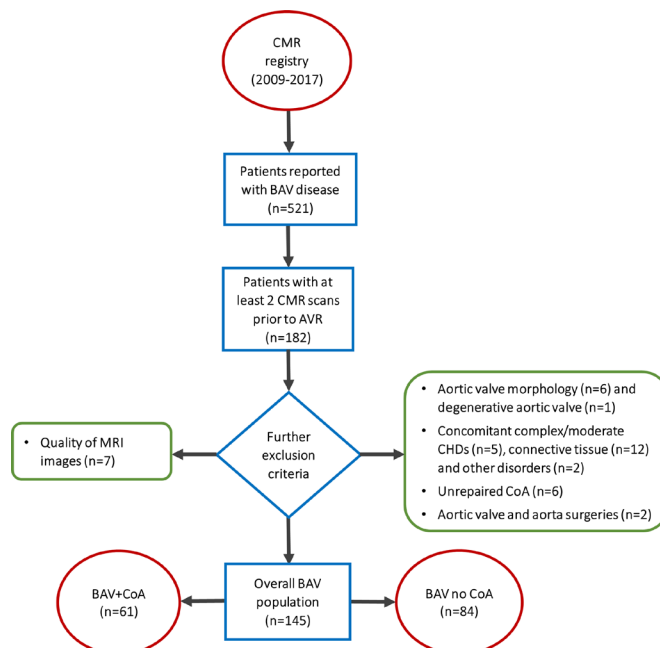 CMR
registry
(2009-2017)
Patients reported
with BAV disease
(n=521)
Patients with at
least 2 CMR scans
prior to AVR
(n=182)
Further
exclusion
criteria
• Quality of MRI
images (n=7)
• Aortic valve morphology (n=6) and
degenerative aortic valve (n=1)
• Concomitant complex/moderate
CHDs (n=5), connective tissue (n=12)
and other disorders (n=2)
• Unrepaired CoA (n=6)
• Aortic valve and aorta surgeries (n=2)
BAV+CoA
(n=61)
Overall BAV
population
(n=145)
BAV no CoA
(n=84)